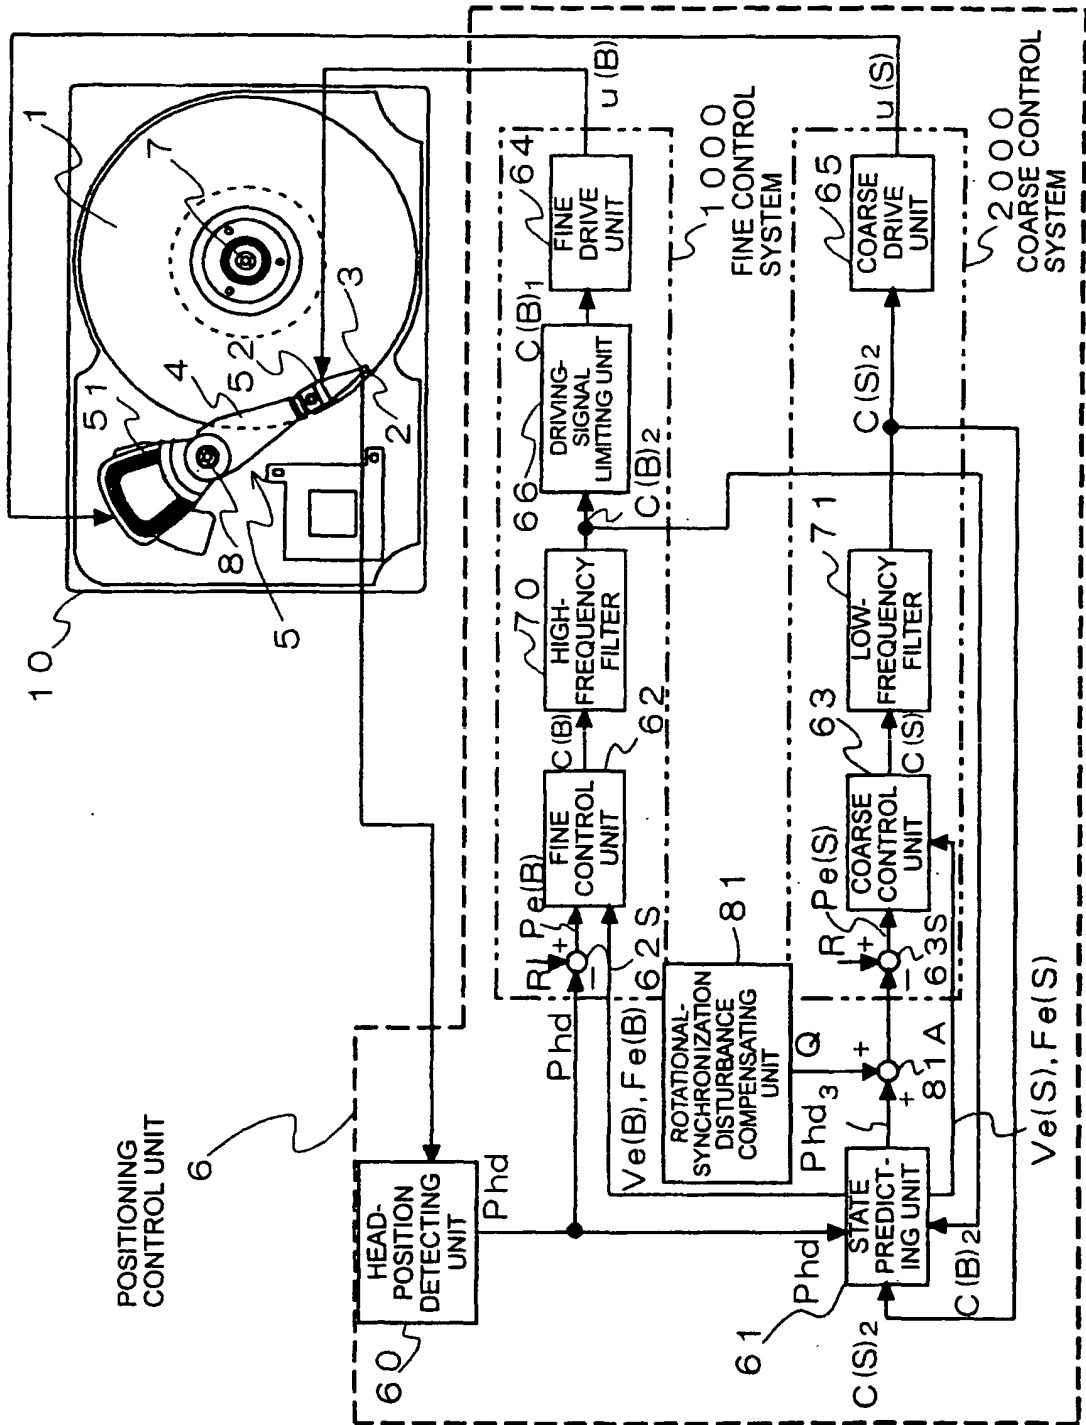 10
51
8
5
4
52
3
2
7
1
POSITIONING
CONTROL UNIT
6
60
HEAD-
POSITION
DETECTING
UNIT
Phd
Phd
R
+
−
62S
Pe(B)
FINE
CONTROL
UNIT
62
C(B)
70
HIGH-
FREQUENCY
FILTER
C(B)2
66
DRIVING-
SIGNAL
LIMITING UNIT
C(B)1
FINE
DRIVE
UNIT
64
u(B)
1000
FINE CONTROL
SYSTEM
Ve(B), Fe(B)
ROTATIONAL-
SYNCHRONIZATION
DISTURBANCE
COMPENSATING
UNIT
81
Q
Phd
61
STATE
PREDICT-
ING UNIT
Phd3
C(S)2
C(B)2
+
+
81A
R
+
−
63S
Pe(S)
COARSE
CONTROL
UNIT
63
C(S)
LOW-
FREQUENCY
FILTER
71
C(S)2
COARSE
DRIVE
UNIT
65
u(S)
2000
COARSE CONTROL
SYSTEM
Ve(S), Fe(S)